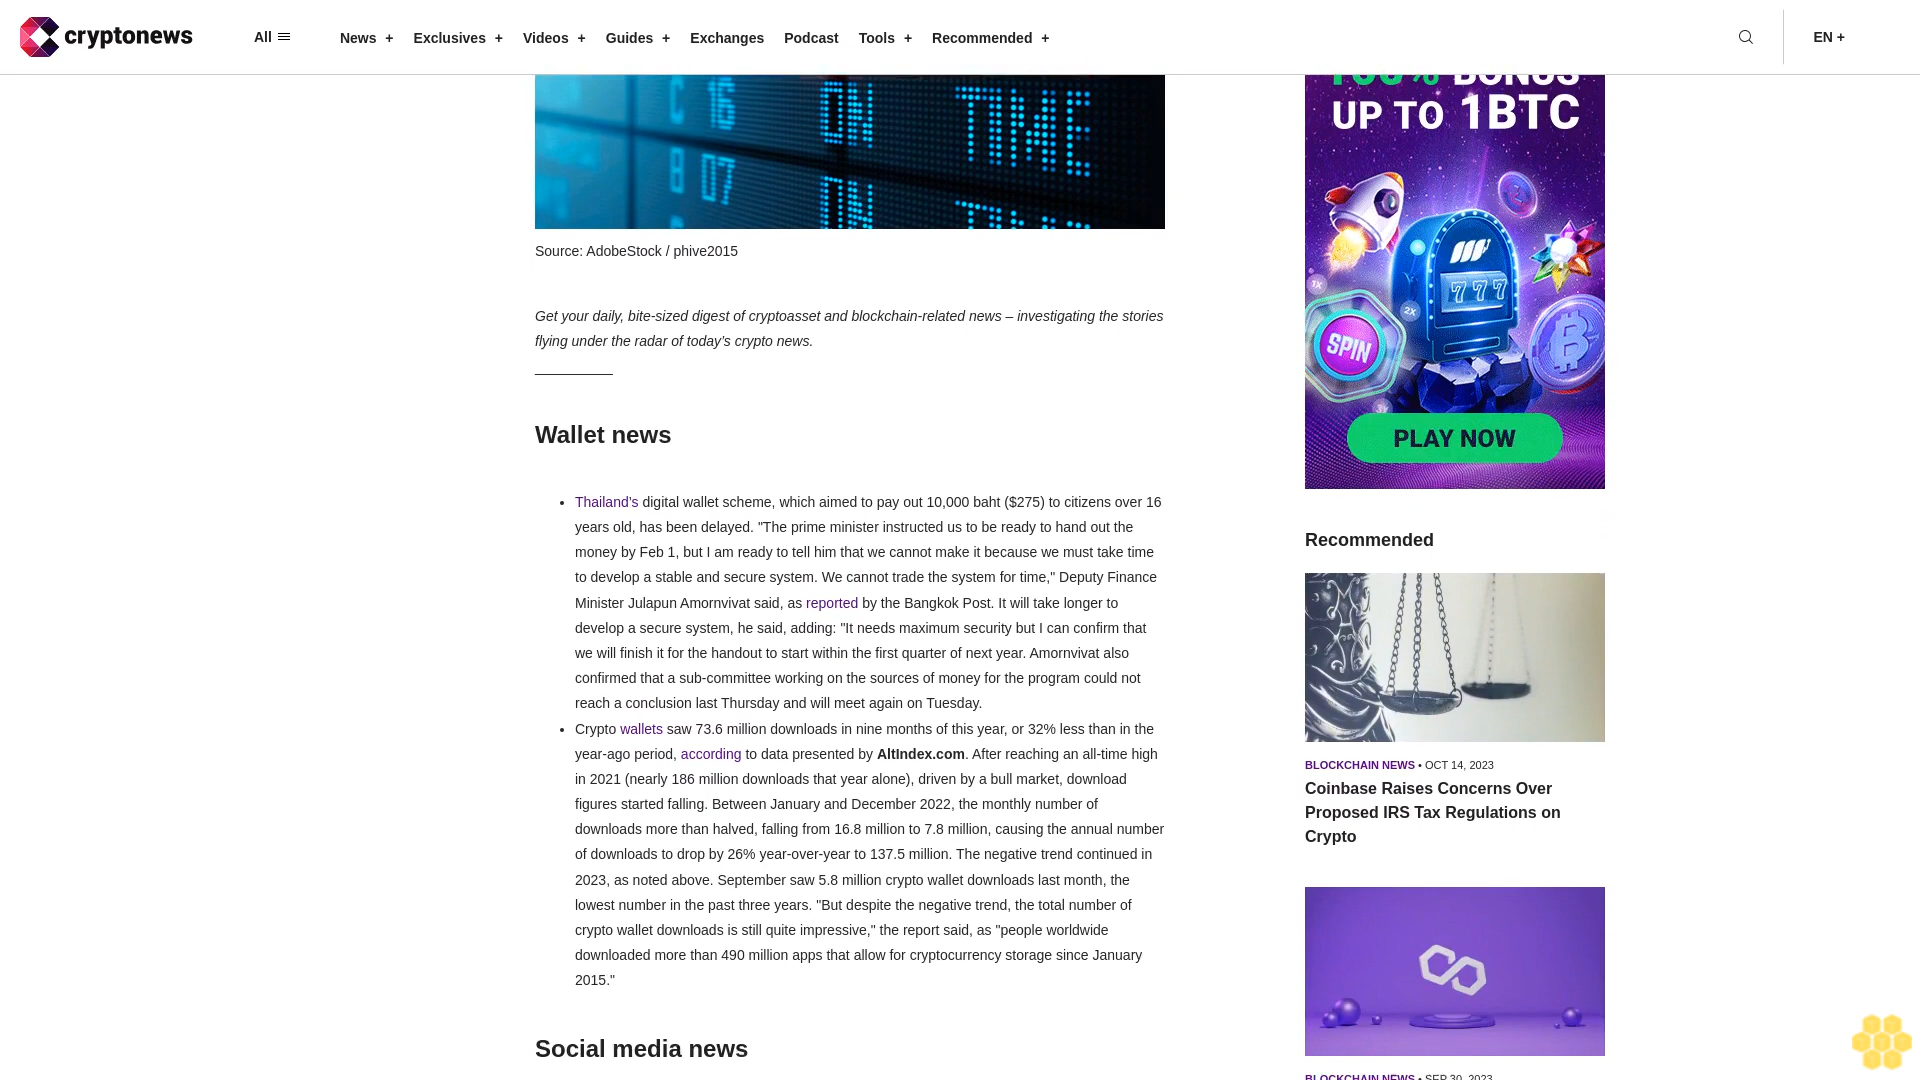 cryptonews
All
News +
Exclusives +
Videos +
Guides +
Exchanges
Podcast
Tools +
Recommended +
EN +
C 16 ON TIME
B 07
Source: AdobeStock / phive2015
Get your daily, bite-sized digest of cryptoasset and blockchain-related news – investigating the stories
flying under the radar of today’s crypto news.
__________
Wallet news
Thailand’s digital wallet scheme, which aimed to pay out 10,000 baht ($275) to citizens over 16
years old, has been delayed. "The prime minister instructed us to be ready to hand out the
money by Feb 1, but I am ready to tell him that we cannot make it because we must take time
to develop a stable and secure system. We cannot trade the system for time," Deputy Finance
Minister Julapun Amornvivat said, as reported by the Bangkok Post. It will take longer to
develop a secure system, he said, adding: "It needs maximum security but I can confirm that
we will finish it for the handout to start within the first quarter of next year. Amornvivat also
confirmed that a sub-committee working on the sources of money for the program could not
reach a conclusion last Thursday and will meet again on Tuesday.
Crypto wallets saw 73.6 million downloads in nine months of this year, or 32% less than in the
year-ago period, according to data presented by AltIndex.com. After reaching an all-time high
in 2021 (nearly 186 million downloads that year alone), driven by a bull market, download
figures started falling. Between January and December 2022, the monthly number of
downloads more than halved, falling from 16.8 million to 7.8 million, causing the annual number
of downloads to drop by 26% year-over-year to 137.5 million. The negative trend continued in
2023, as noted above. September saw 5.8 million crypto wallet downloads last month, the
lowest number in the past three years. "But despite the negative trend, the total number of
crypto wallet downloads is still quite impressive," the report said, as "people worldwide
downloaded more than 490 million apps that allow for cryptocurrency storage since January
2015."
Social media news
100% BONUS
UP TO 1BTC
1X
2X
777
SPIN
3X
PLAY NOW
Recommended
BLOCKCHAIN NEWS • OCT 14, 2023
Coinbase Raises Concerns Over
Proposed IRS Tax Regulations on
Crypto
BLOCKCHAIN NEWS • SEP 30, 2023